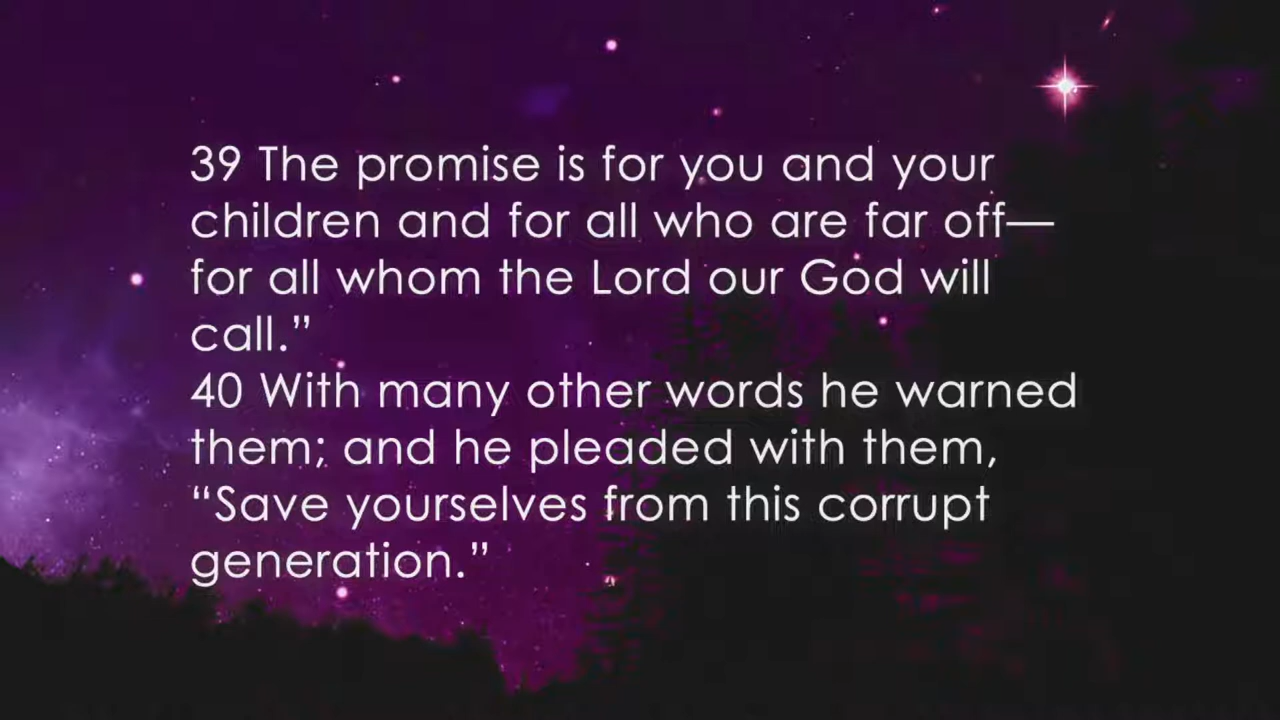 39 The promise is for you and your
children and for all who are far off—
for all whom the Lord our God will
call.”
40 With many other words he warned
them; and he pleaded with them,
“Save yourselves from this corrupt
generation.”